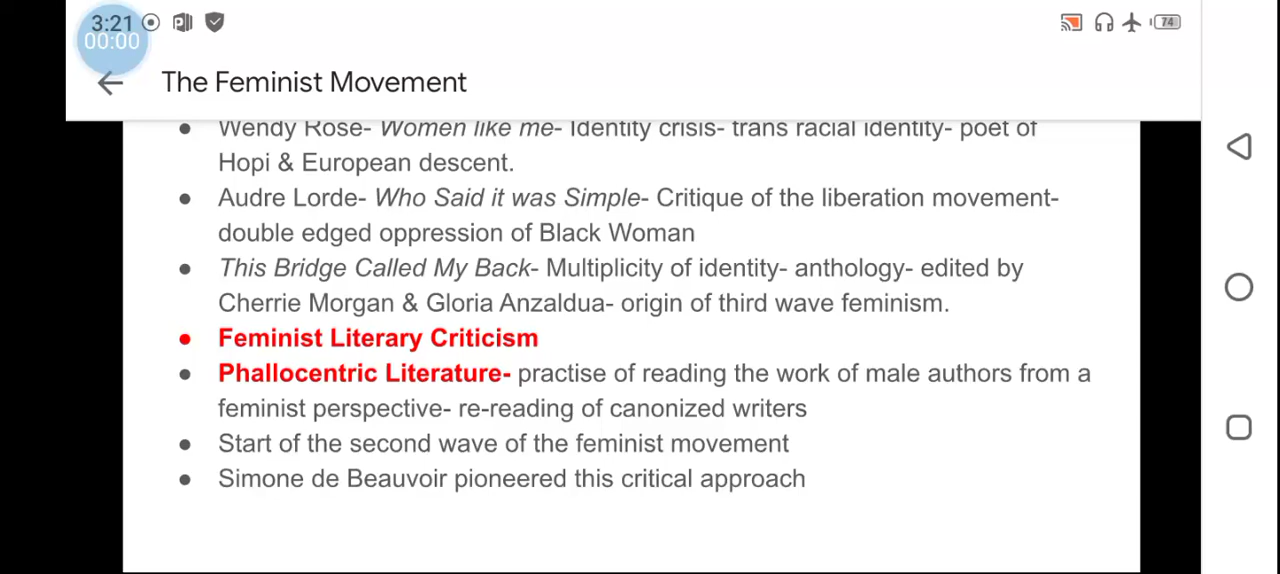 3:21
00:00
74
The Feminist Movement
Wendy Rose- Women like me- Identity crisis- trans racial identity- poet of
Hopi & European descent.
Audre Lorde- Who Said it was Simple- Critique of the liberation movement-
double edged oppression of Black Woman
This Bridge Called My Back- Multiplicity of identity- anthology- edited by
Cherrie Morgan & Gloria Anzaldua- origin of third wave feminism.
Feminist Literary Criticism
Phallocentric Literature- practise of reading the work of male authors from a
feminist perspective- re-reading of canonized writers
Start of the second wave of the feminist movement
Simone de Beauvoir pioneered this critical approach